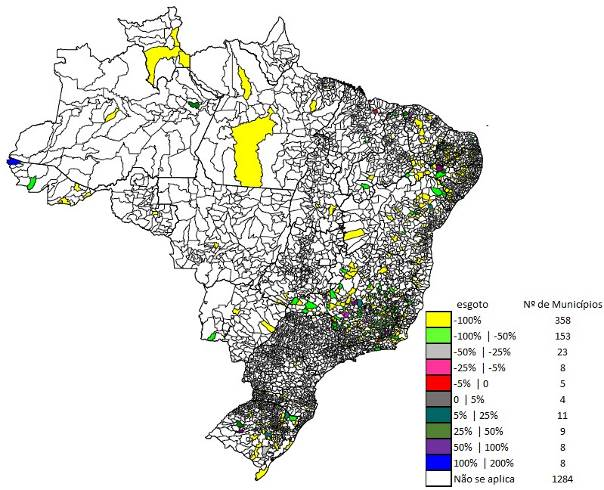 esgoto Nº de Municípios
-100% 358
-100% | -50% 153
-50% | -25% 23
-25% | -5% 8
-5% | 0 5
0 | 5% 4
5% | 25% 11
25% | 50% 9
50% | 100% 8
100% | 200% 8
Não se aplica 1284